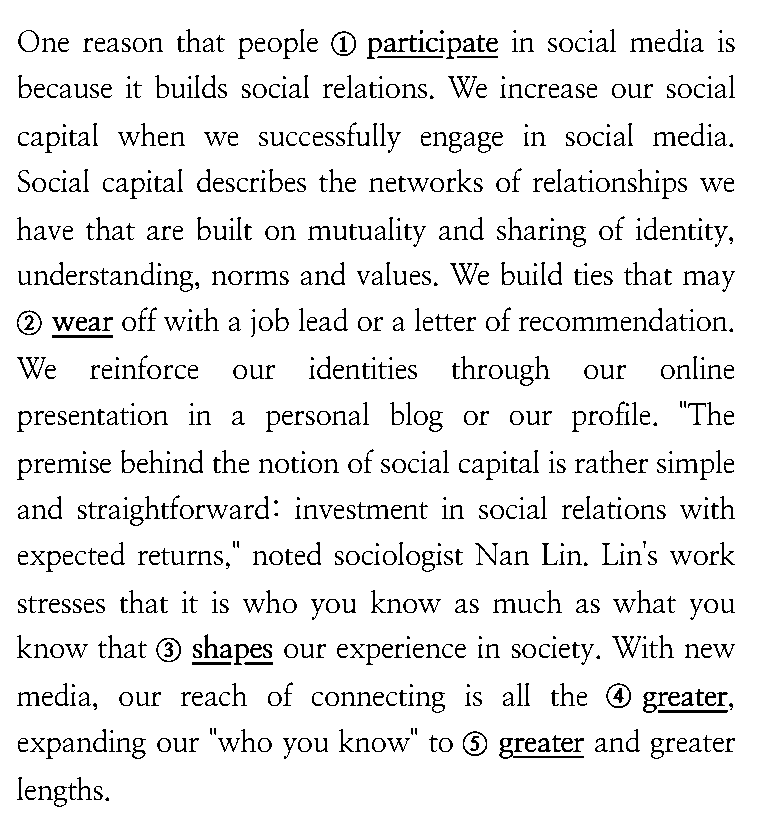 One reason that people ① participate in social media is
because it builds social relations. We increase our social
capital when we successfully engage in social media.
Social capital describes the networks of relationships we
have that are built on mutuality and sharing of identity,
understanding, norms and values. We build ties that may
② wear off with a job lead or a letter of recommendation.
We reinforce our identities through our online
presentation in a personal blog or our profile. "The
premise behind the notion of social capital is rather simple
and straightforward: investment in social relations with
expected returns," noted sociologist Nan Lin. Lin's work
stresses that it is who you know as much as what you
know that ③ shapes our experience in society. With new
media, our reach of connecting is all the ④ greater,
expanding our "who you know" to ⑤ greater and greater
lengths.